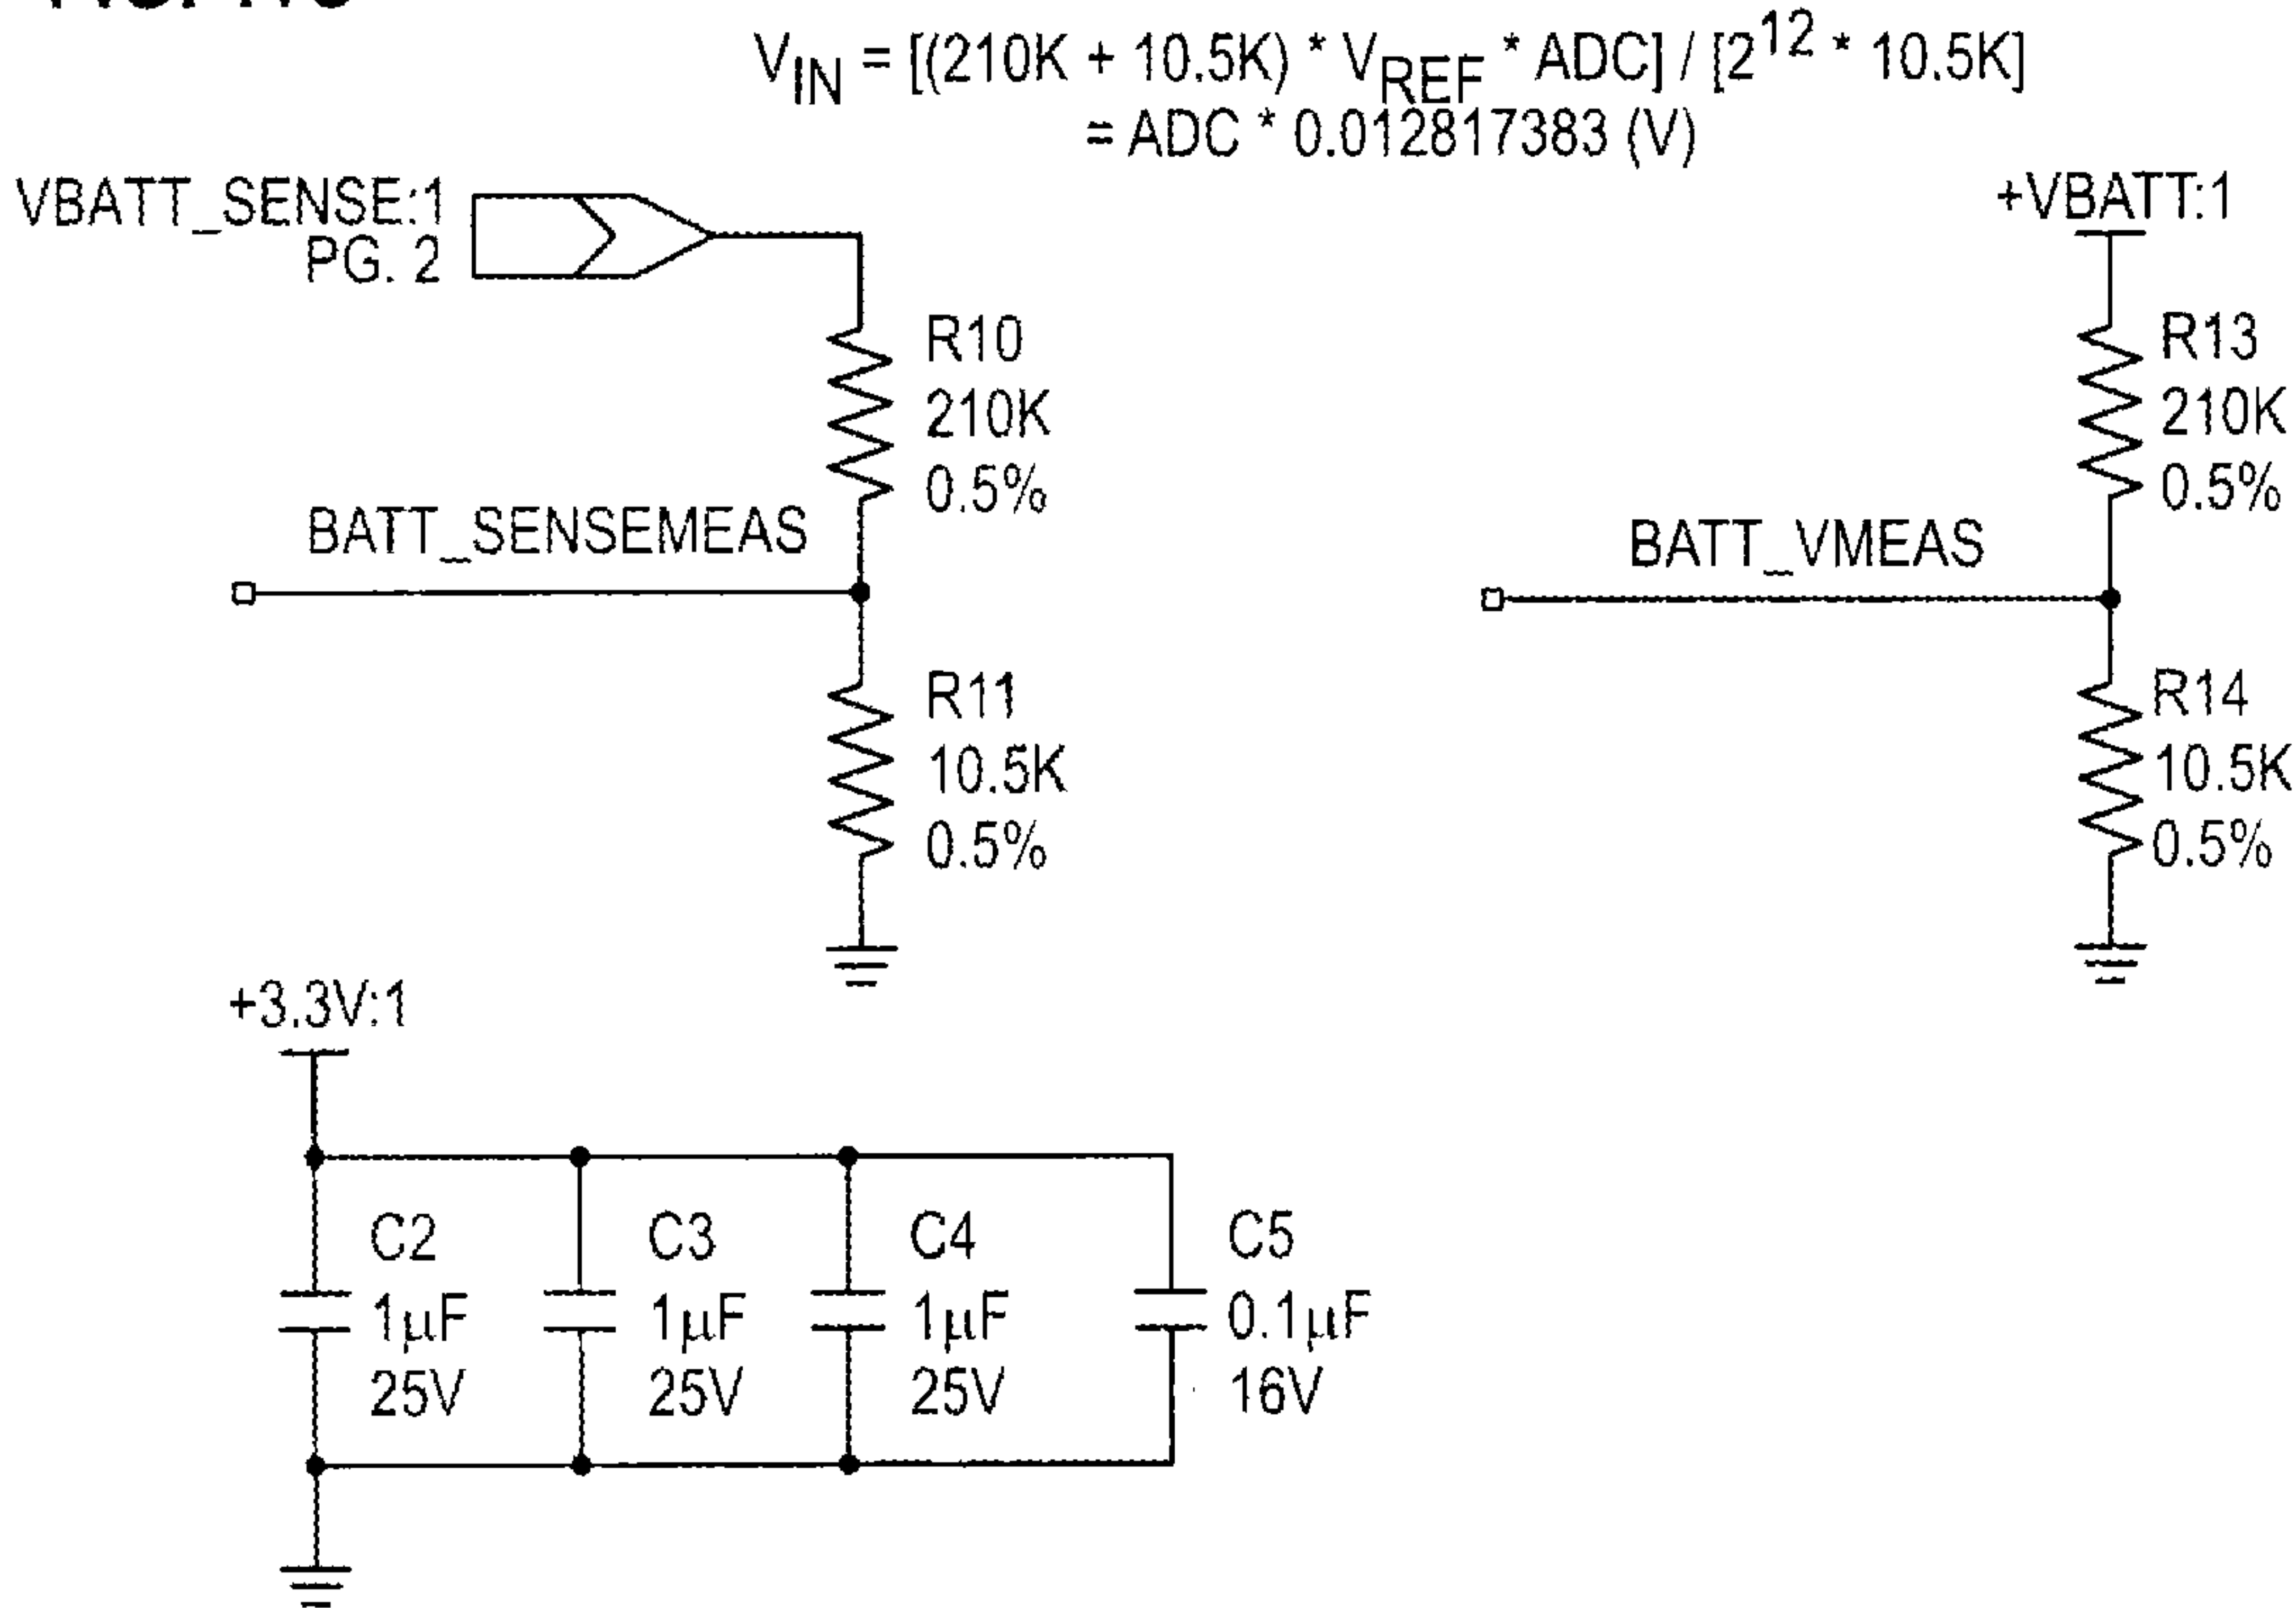 V_IN = [(210K + 10.5K) * V_REF * ADC] / [2^12 * 10.5K]
= ADC * 0.012817383 (V)
VBATT_SENSE:1
PG. 2
+VBATT:1
R10
210K
0.5%
R13
210K
0.5%
BATT_SENSEMEAS
BATT_VMEAS
R11
10.5K
0.5%
R14
10.5K
0.5%
+3.3V:1
C2
1µF
25V
C3
1µF
25V
C4
1µF
25V
C5
0.1µF
16V